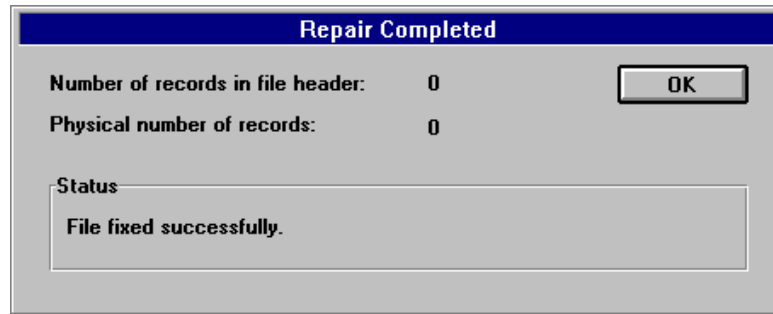 Repair Completed
Number of records in file header: 0
OK
Physical number of records: 0
Status
File fixed successfully.